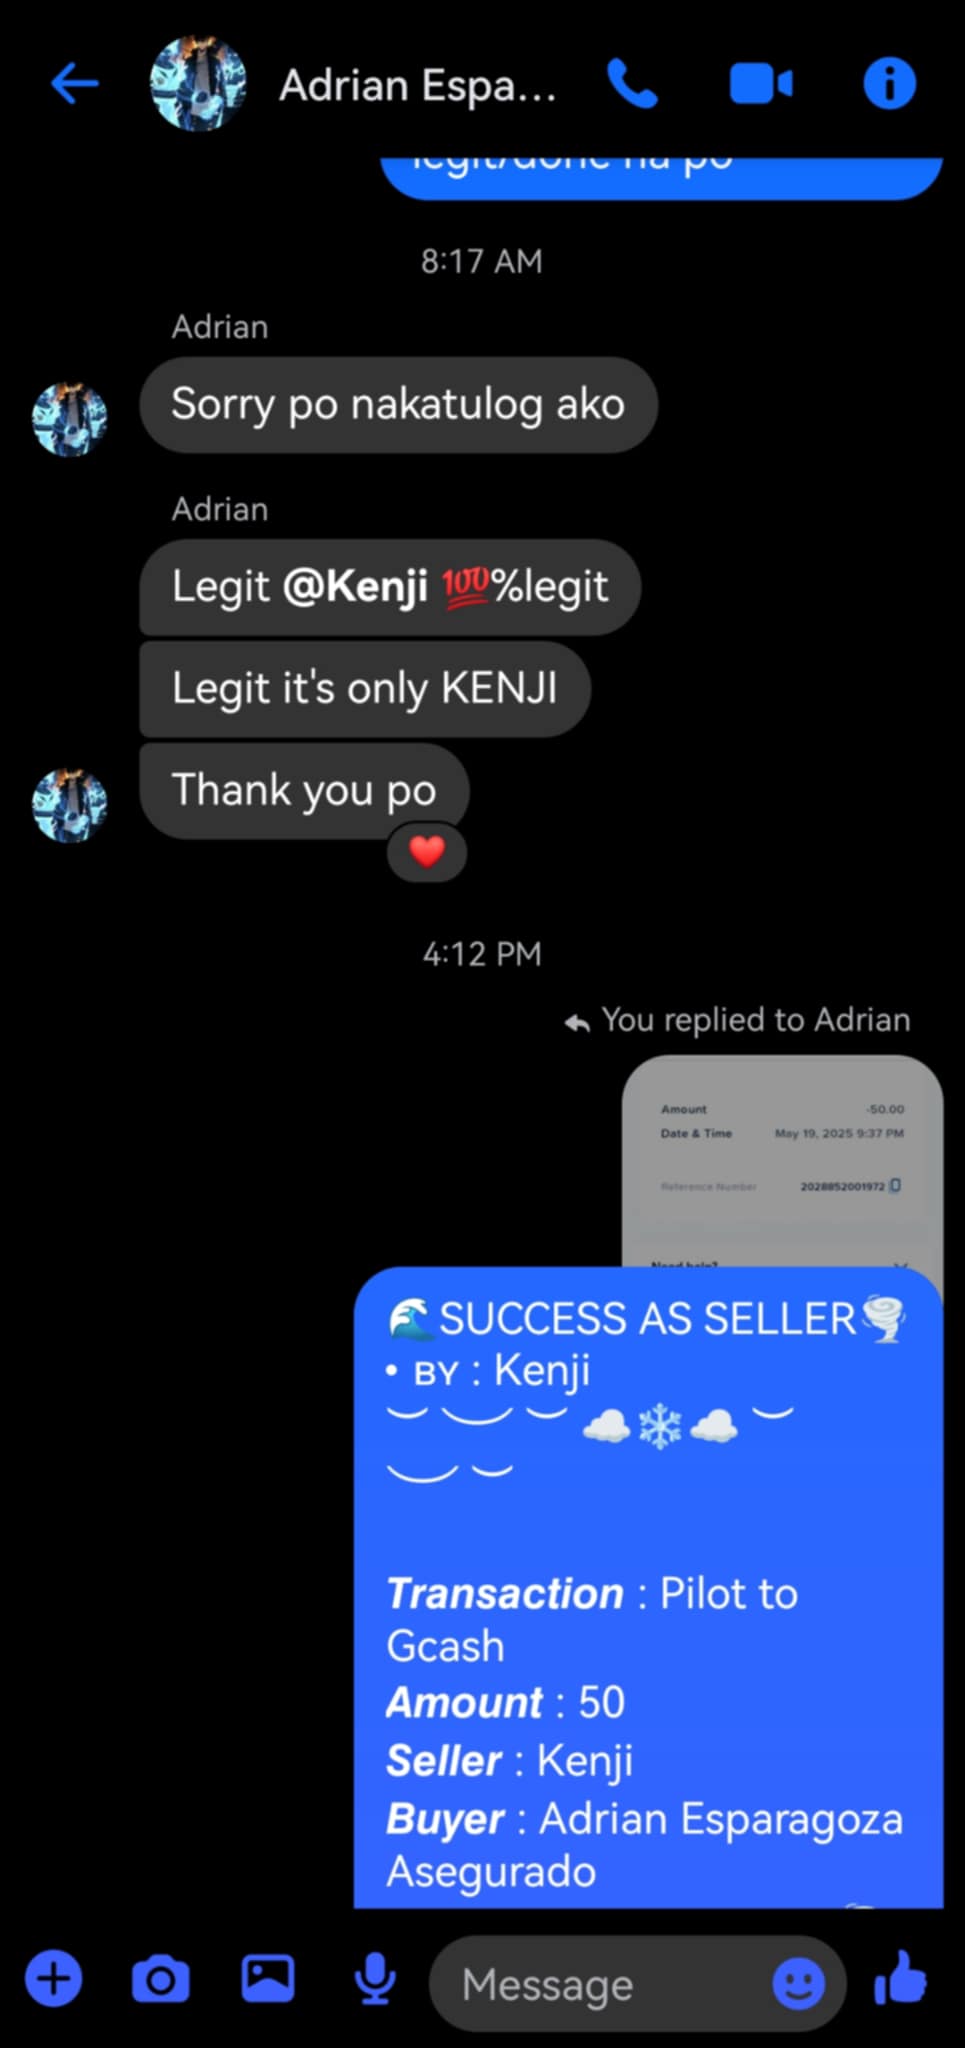 Adrian Espa...
legit/done na po
8:17 AM
Adrian
Sorry po nakatulog ako
Adrian
Legit @Kenji 💯%legit
Legit it's only KENJI
Thank you po
❤️
4:12 PM
You replied to Adrian
Amount -50.00
Date & Time May 19, 2025 9:37 PM
Reference Number 2028852001972
Need help?
🌊SUCCESS AS SELLER🌪️
• ʙʏ : Kenji
︶ ︶ ︶ ☁️❄️☁️ ︶
︶ ︶
Transaction : Pilot to
Gcash
Amount : 50
Seller : Kenji
Buyer : Adrian Esparagoza
Asegurado
Message